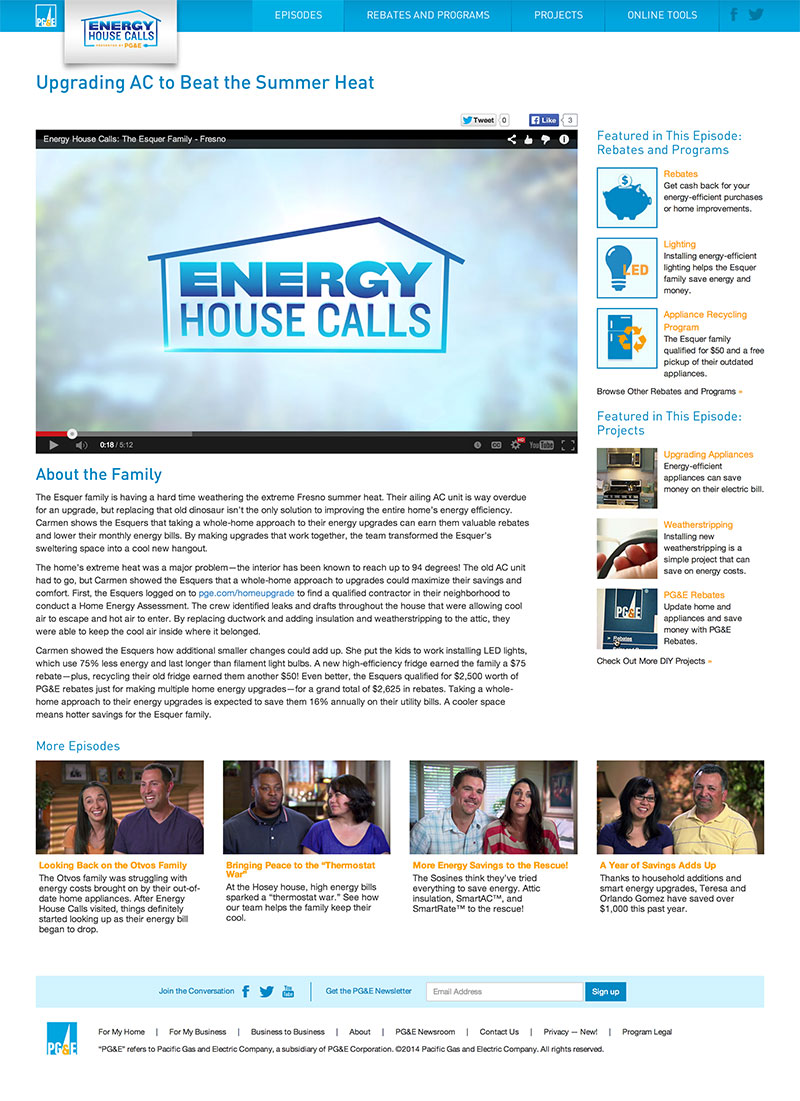 PG&E
ENERGY
HOUSE CALLS
PRESENTED BY PG&E
EPISODES
REBATES AND PROGRAMS
PROJECTS
ONLINE TOOLS
Upgrading AC to Beat the Summer Heat
Tweet 0
Like 3
Energy House Calls: The Esquer Family - Fresno
ENERGY
HOUSE CALLS
0:18 / 5:12
CC
HD
YouTube
About the Family
The Esquer family is having a hard time weathering the extreme Fresno summer heat. Their ailing AC unit is way overdue
for an upgrade, but replacing that old dinosaur isn't the only solution to improving the entire home's energy efficiency.
Carmen shows the Esquers that taking a whole-home approach to their energy upgrades can earn them valuable rebates
and lower their monthly energy bills. By making upgrades that work together, the team transformed the Esquer's
sweltering space into a cool new hangout.
The home's extreme heat was a major problem—the interior has been known to reach up to 94 degrees! The old AC unit
had to go, but Carmen showed the Esquers that a whole-home approach to upgrades could maximize their savings and
comfort. First, the Esquers logged on to pge.com/homeupgrade to find a qualified contractor in their neighborhood to
conduct a Home Energy Assessment. The crew identified leaks and drafts throughout the house that were allowing cool
air to escape and hot air to enter. By replacing ductwork and adding insulation and weatherstripping to the attic, they
were able to keep the cool air inside where it belonged.
Carmen showed the Esquers how additional smaller changes could add up. She put the kids to work installing LED lights,
which use 75% less energy and last longer than filament light bulbs. A new high-efficiency fridge earned the family a $75
rebate—plus, recycling their old fridge earned them another $50! Even better, the Esquers qualified for $2,500 worth of
PG&E rebates just for making multiple home energy upgrades—for a grand total of $2,625 in rebates. Taking a whole-
home approach to their energy upgrades is expected to save them 16% annually on their utility bills. A cooler space
means hotter savings for the Esquer family.
Featured in This Episode:
Rebates and Programs
$
Rebates
Get cash back for your
energy-efficient purchases
or home improvements.
LED
Lighting
Installing energy-efficient
lighting helps the Esquer
family save energy and
money.
Appliance Recycling
Program
The Esquer family
qualified for $50 and a free
pickup of their outdated
appliances.
Browse Other Rebates and Programs »
Featured in This Episode:
Projects
Upgrading Appliances
Energy-efficient
appliances can save
money on their electric bill.
Weatherstripping
Installing new
weatherstripping is a
simple project that can
save on energy costs.
PG&E
Rebates
PG&E Rebates
Update home and
appliances and save
money with PG&E
Rebates.
Check Out More DIY Projects »
More Episodes
Looking Back on the Otvos Family
The Otvos family was struggling with
energy costs brought on by their out-of-
date home appliances. After Energy
House Calls visited, things definitely
started looking up as their energy bill
began to drop.
Bringing Peace to the “Thermostat
War”
At the Hosey house, high energy bills
sparked a “thermostat war.” See how
our team helps the family keep their
cool.
More Energy Savings to the Rescue!
The Sosines think they've tried
everything to save energy. Attic
insulation, SmartAC™, and
SmartRate™ to the rescue!
A Year of Savings Adds Up
Thanks to household additions and
smart energy upgrades, Teresa and
Orlando Gomez have saved over
$1,000 this past year.
Join the Conversation
You Tube
Get the PG&E Newsletter
Email Address
Sign up
PG&E
For My Home | For My Business | Business to Business | About | PG&E Newsroom | Contact Us | Privacy — New! | Program Legal
“PG&E” refers to Pacific Gas and Electric Company, a subsidiary of PG&E Corporation. ©2014 Pacific Gas and Electric Company. All rights reserved.